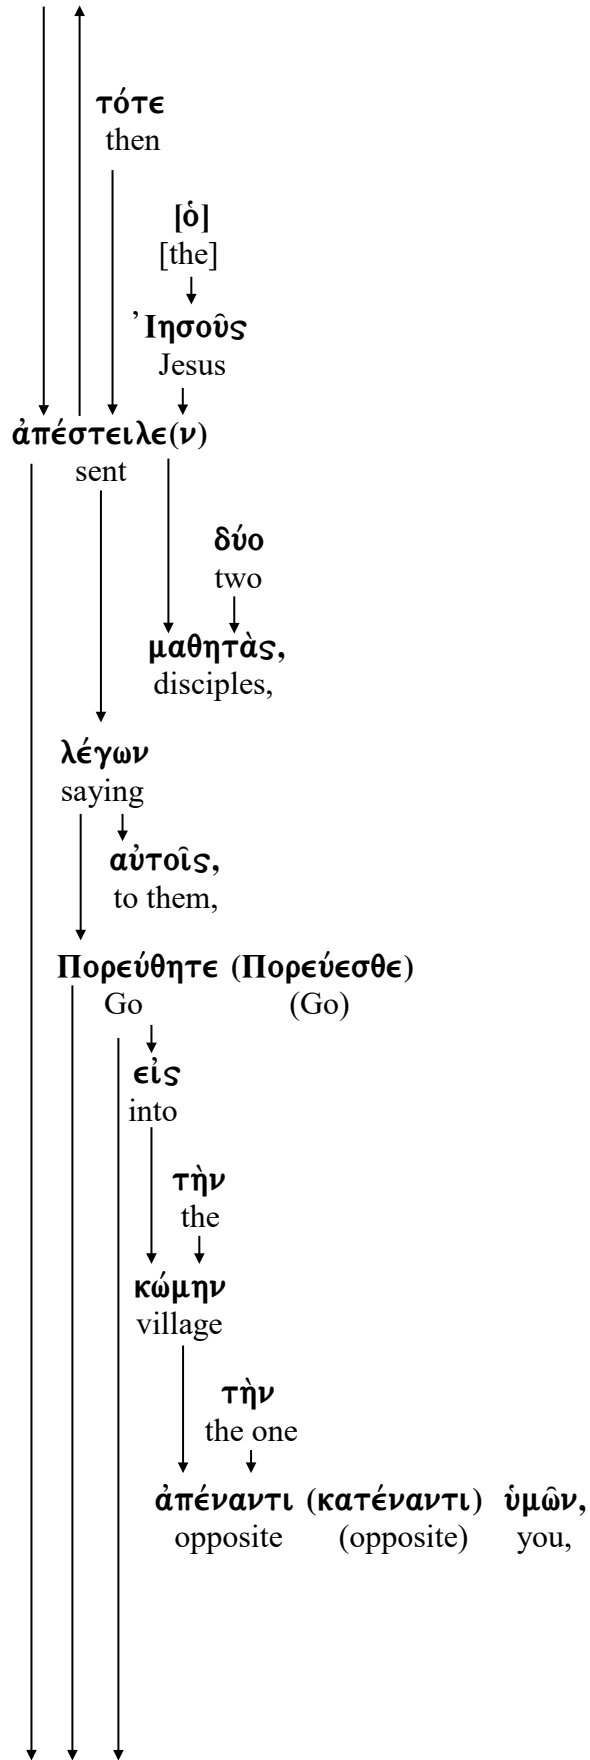 τότε
then
[ὁ]
[the]
᾿Ιησοῦς
Jesus
ἀπέστειλε(ν)
sent
δύο
two
μαθητὰς,
disciples,
λέγων
saying
αὐτοῖς,
to them,
Πορεύθητε (Πορεύεσθε)
Go (Go)
εἰς
into
τὴν
the
κώμην
village
τὴν
the one
ἀπέναντι (κατέναντι) ὑμῶν,
opposite (opposite) you,